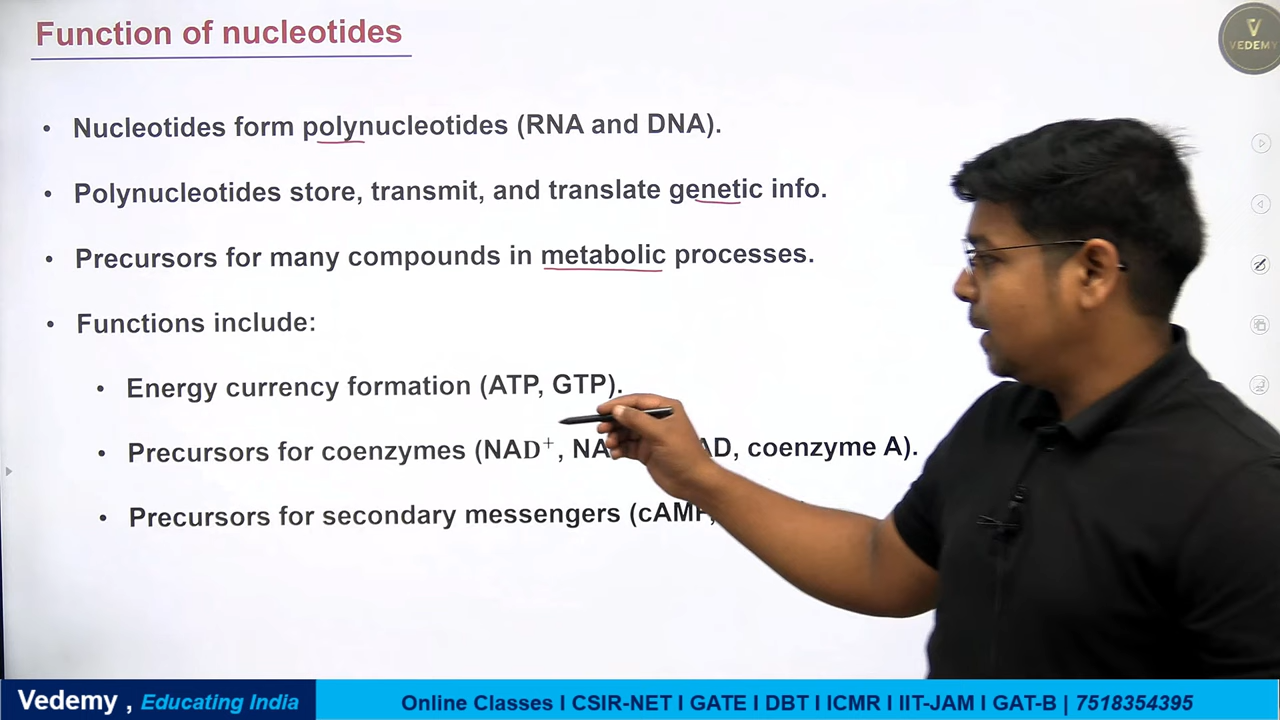 Function of nucleotides
VEDEMY
• Nucleotides form polynucleotides (RNA and DNA).
• Polynucleotides store, transmit, and translate genetic info.
• Precursors for many compounds in metabolic processes.
• Functions include:
• Energy currency formation (ATP, GTP).
• Precursors for coenzymes (NAD⁺, coenzyme A).
• Precursors for secondary messengers (cAMP,
Vedemy , Educating India
Online Classes I CSIR-NET I GATE I DBT I ICMR I IIT-JAM I GAT-B | 7518354395